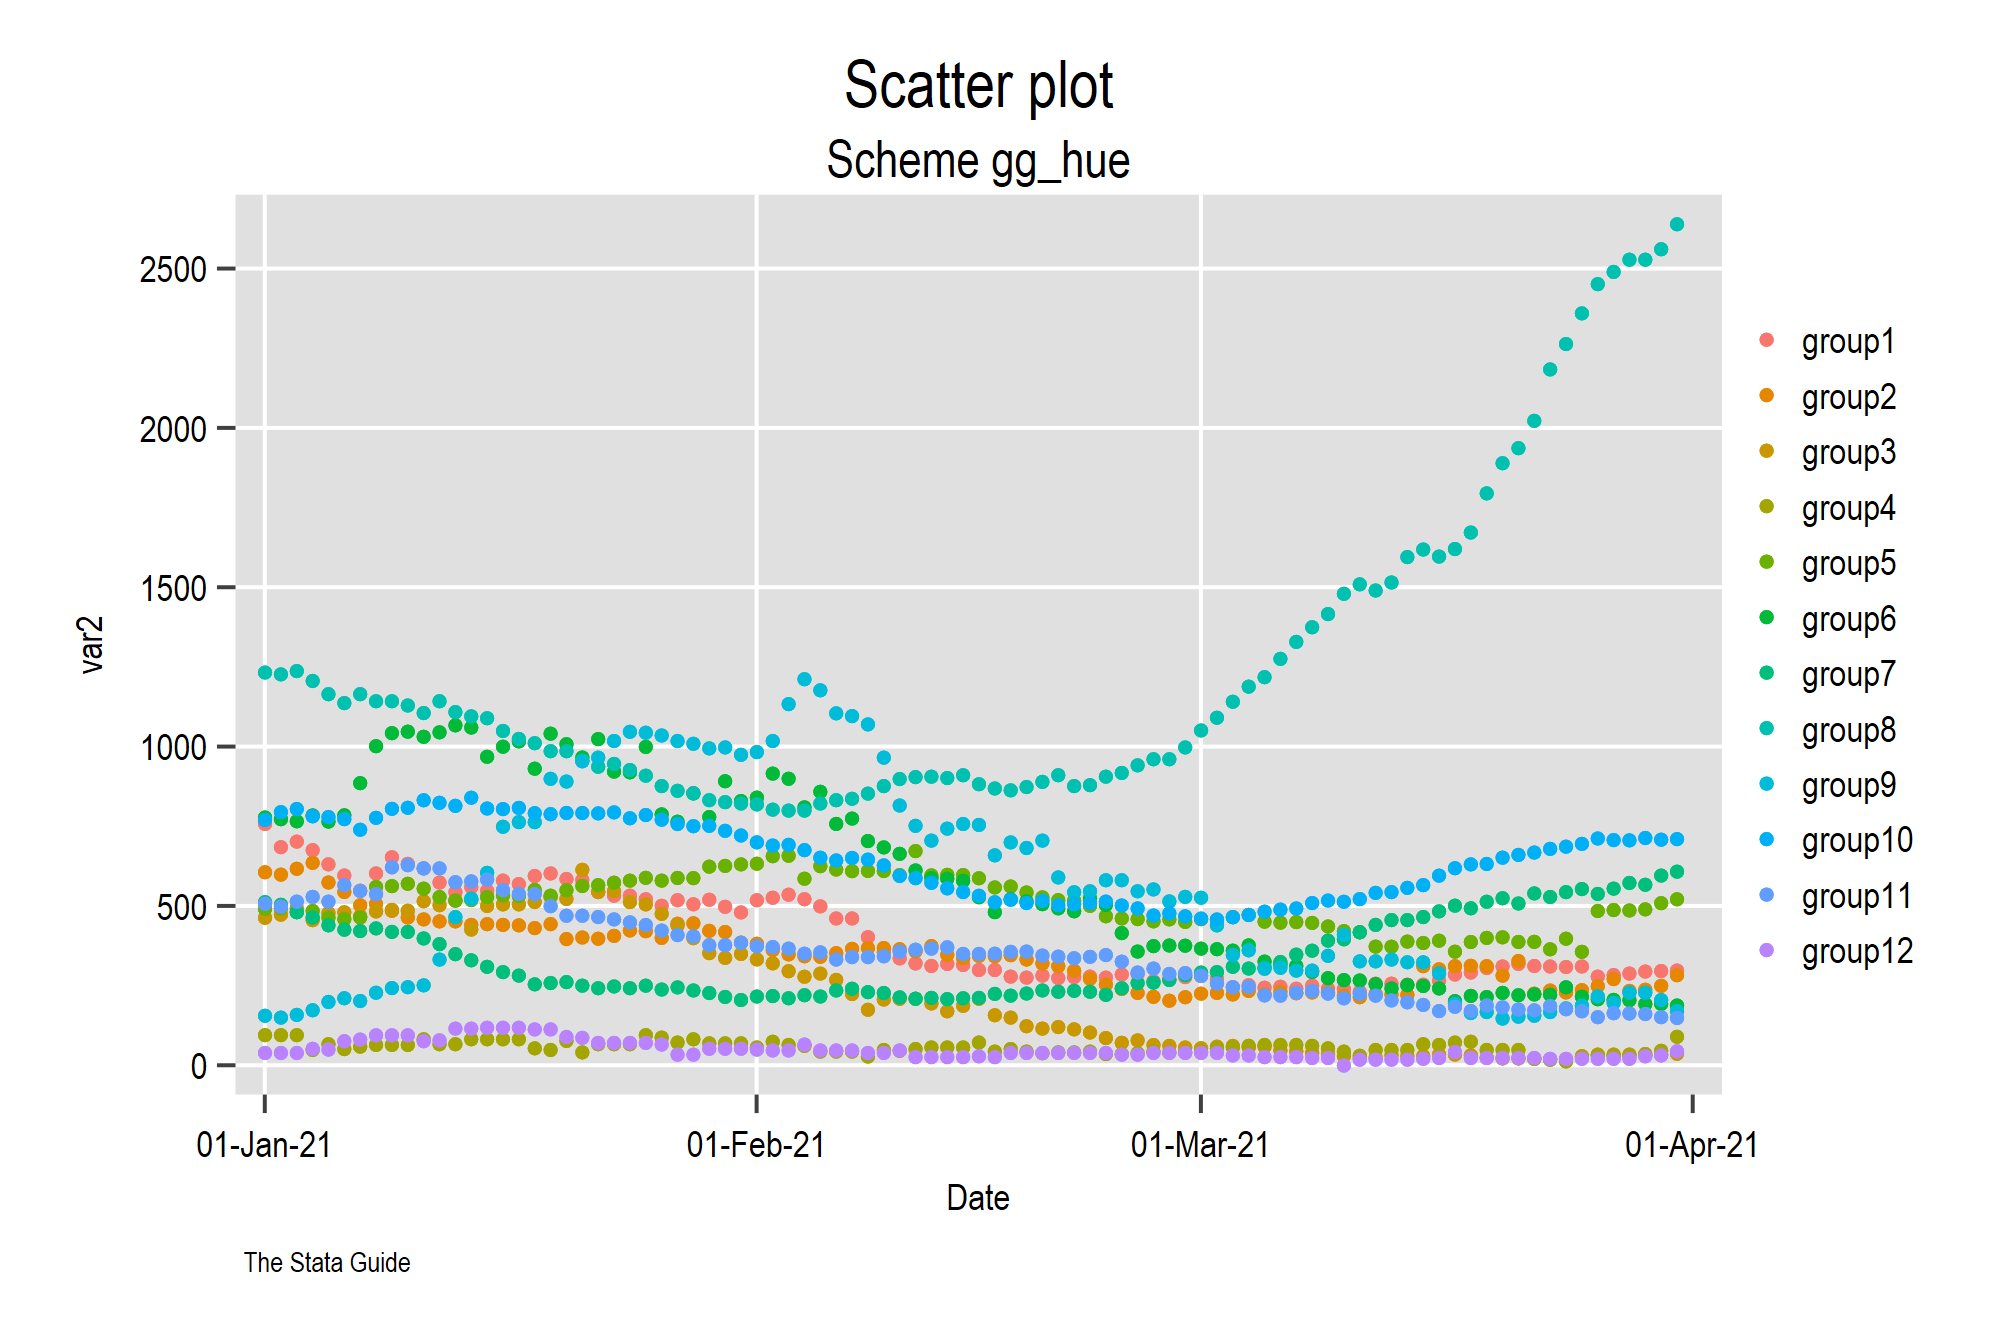 Scatter plot
Scheme gg_hue
var2
2500
2000
1500
1000
500
0
01-Jan-21
01-Feb-21
01-Mar-21
01-Apr-21
Date
group1
group2
group3
group4
group5
group6
group7
group8
group9
group10
group11
group12
The Stata Guide